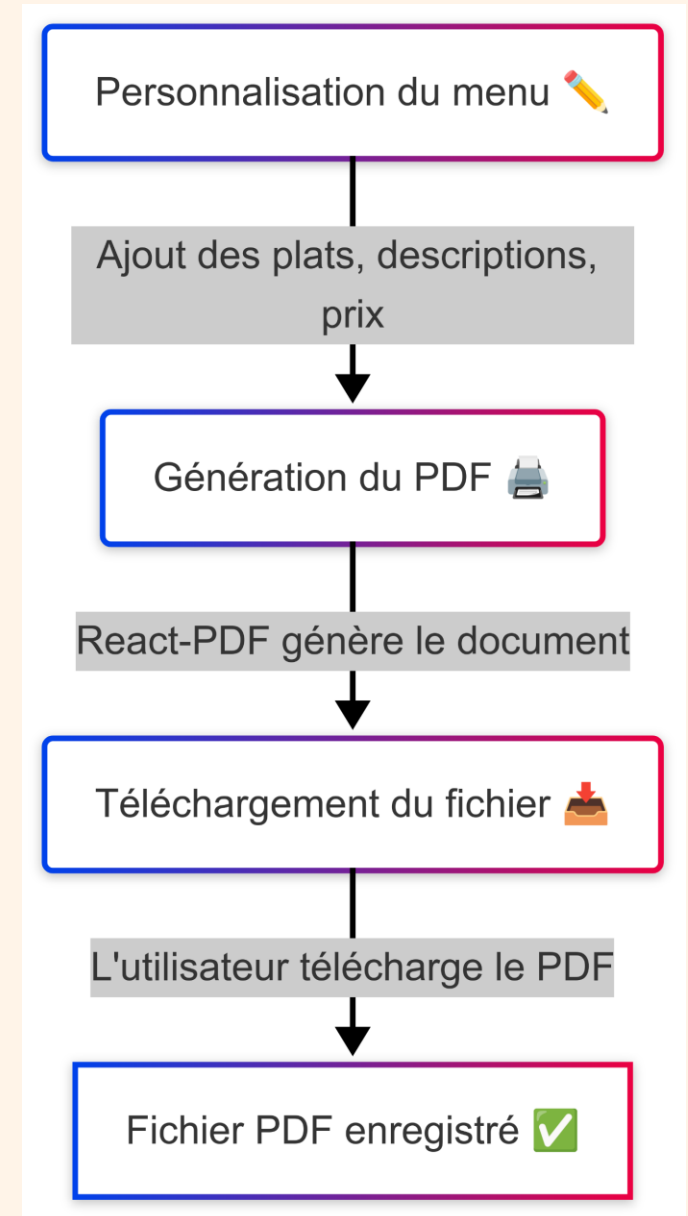 Personnalisation du menu ✏️
Ajout des plats, descriptions,
prix
Génération du PDF 🖨️
React-PDF génère le document
Téléchargement du fichier 📥
L'utilisateur télécharge le PDF
Fichier PDF enregistré ✅